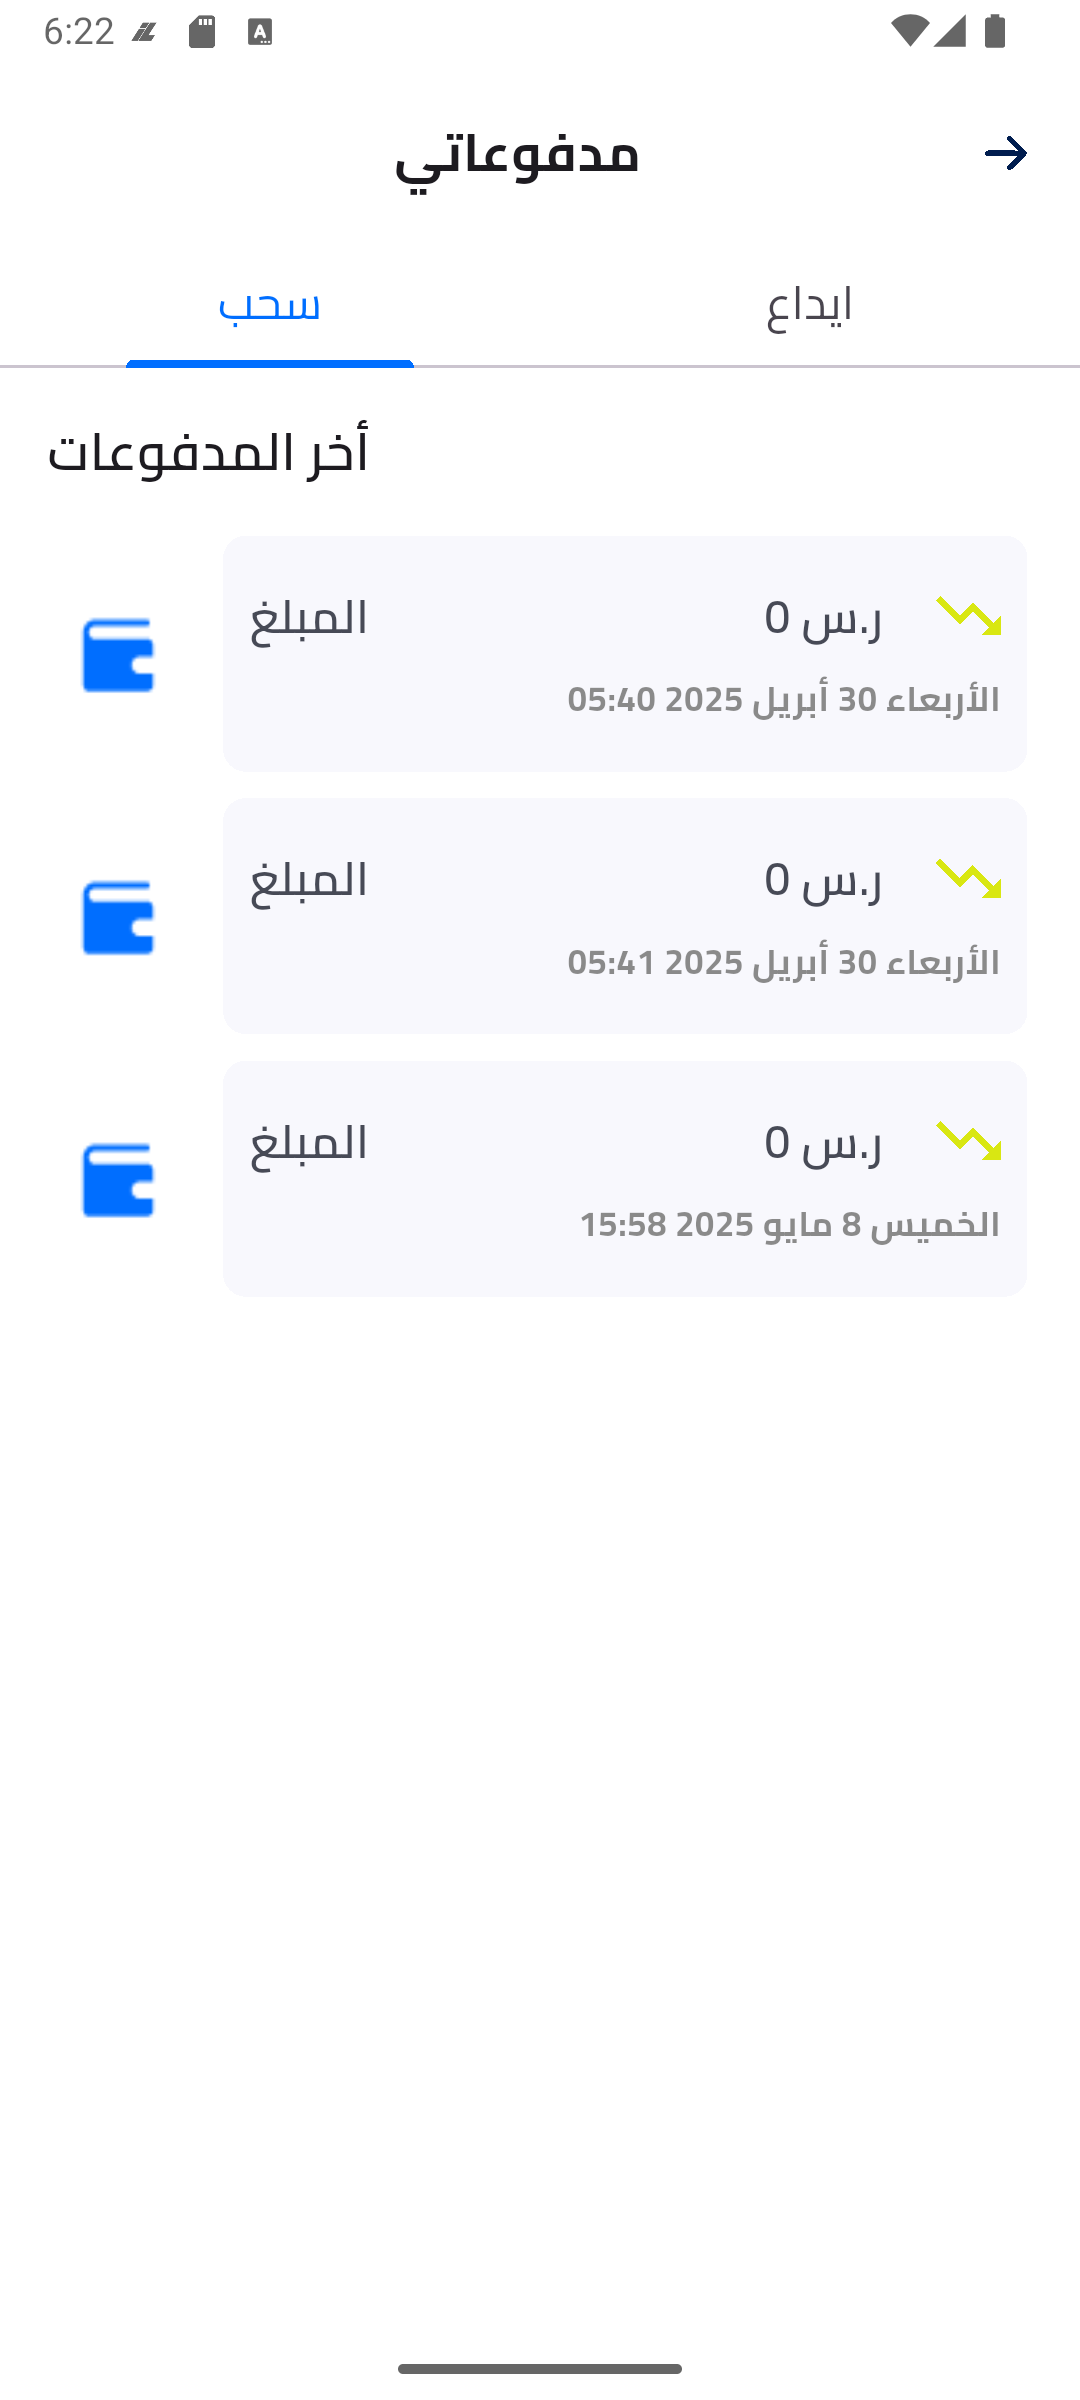 6:22
مدفوعاتي
ايداع
سحب
أخر المدفوعات
ر.س 0
المبلغ
الأربعاء 30 أبريل 2025 05:40
ر.س 0
المبلغ
الأربعاء 30 أبريل 2025 05:41
ر.س 0
المبلغ
الخميس 8 مايو 2025 15:58